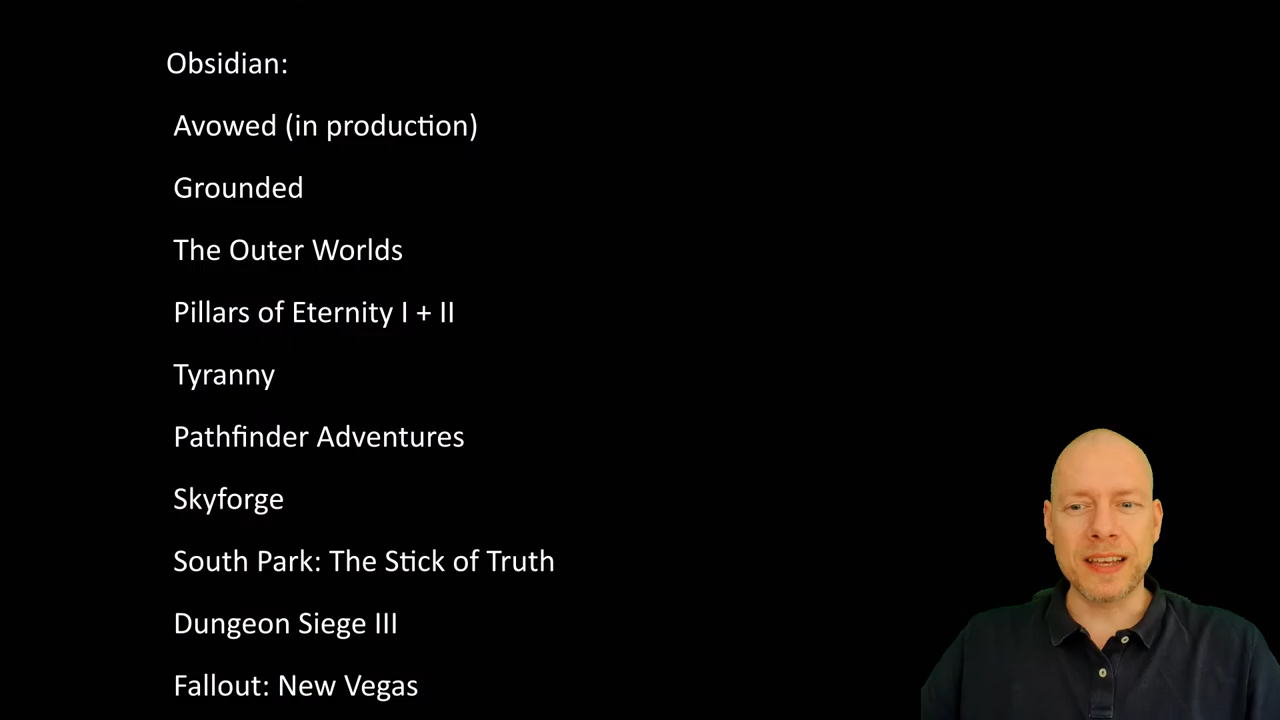 Obsidian:
Avowed (in production)
Grounded
The Outer Worlds
Pillars of Eternity I + II
Tyranny
Pathfinder Adventures
Skyforge
South Park: The Stick of Truth
Dungeon Siege III
Fallout: New Vegas